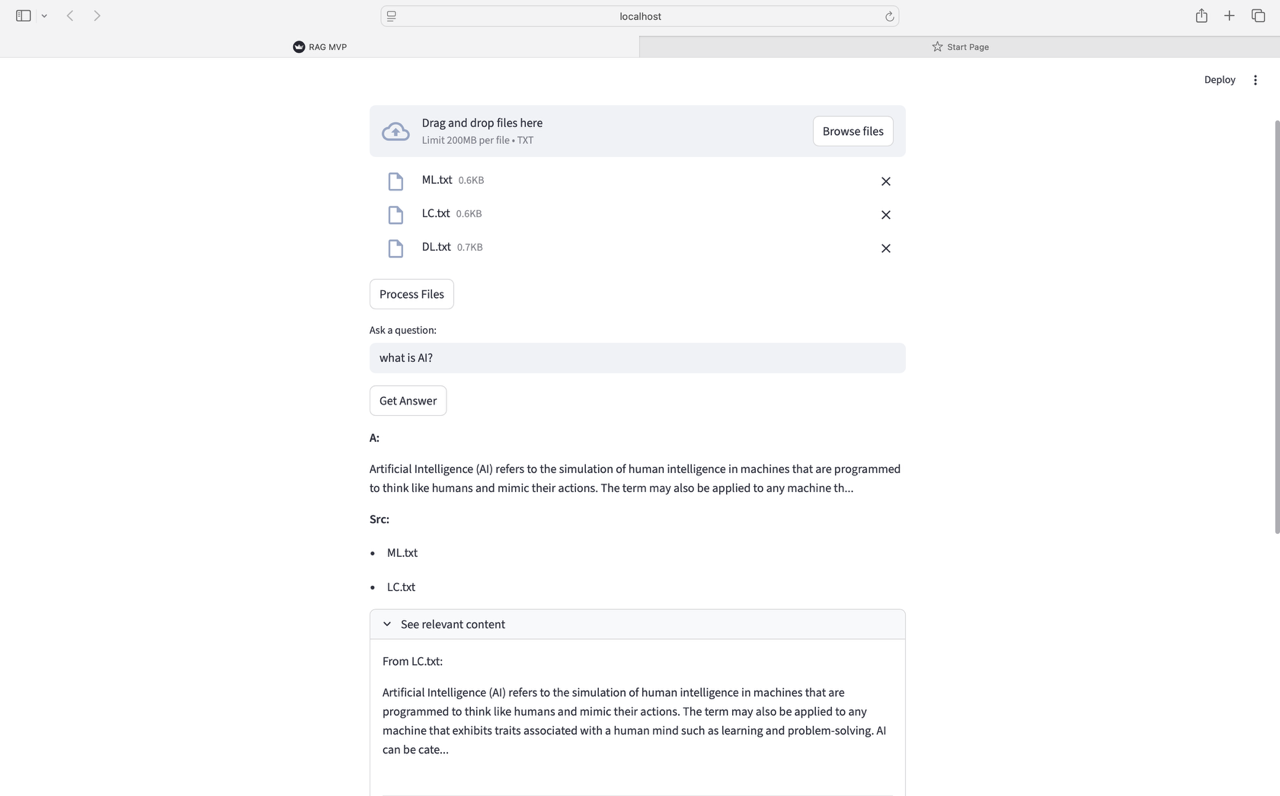 localhost
RAG MVP
Start Page
Deploy
Drag and drop files here
Limit 200MB per file • TXT
Browse files
ML.txt 0.6KB
LC.txt 0.6KB
DL.txt 0.7KB
Process Files
Ask a question:
what is AI?
Get Answer
A:
Artificial Intelligence (AI) refers to the simulation of human intelligence in machines that are programmed
to think like humans and mimic their actions. The term may also be applied to any machine th...
Src:
• ML.txt
• LC.txt
See relevant content
From LC.txt:
Artificial Intelligence (AI) refers to the simulation of human intelligence in machines that are
programmed to think like humans and mimic their actions. The term may also be applied to any
machine that exhibits traits associated with a human mind such as learning and problem-solving. AI
can be cate...